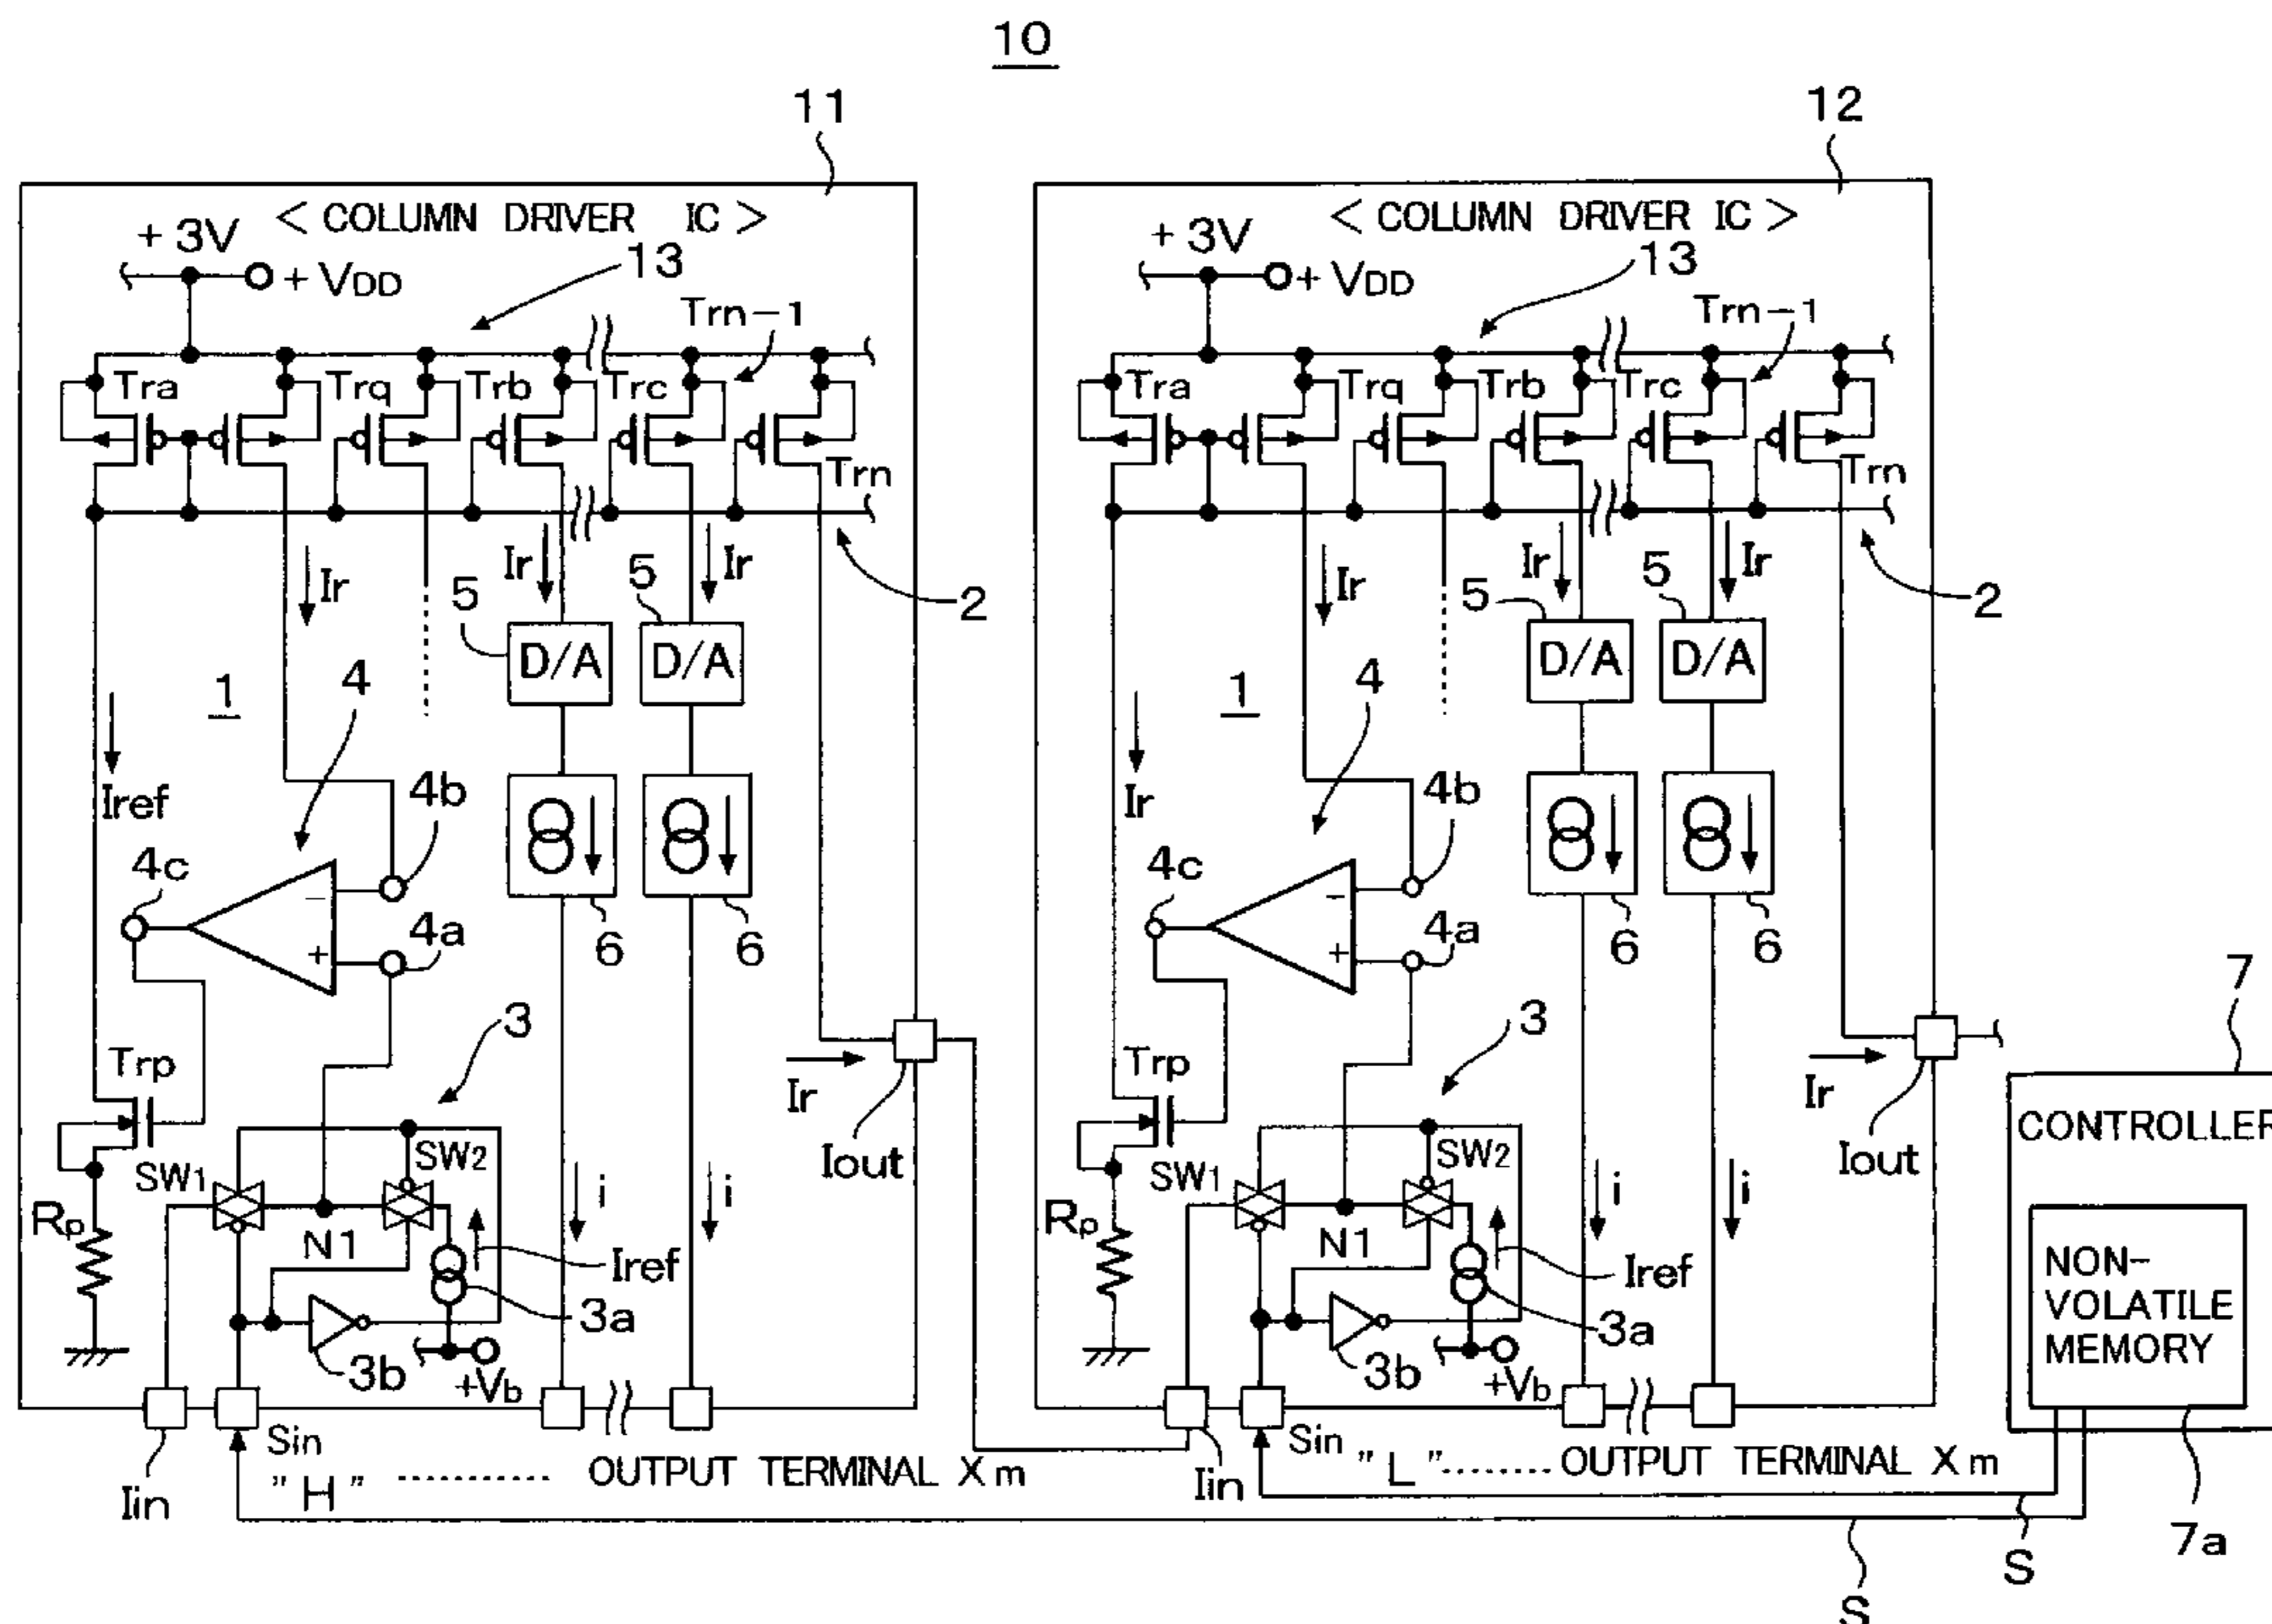 10
11
< COLUMN DRIVER IC >
+3V
+VDD
13
Trn-1
Tra
Trq
Trb
Trc
Trn
Ir
Ir
Ir
5
5
2
D/A
D/A
1
4
Iref
4b
4c
4a
-
+
6
6
3
Trp
Ir
Iout
SW1
SW2
Rp
N1
Iref
i
i
3a
3b
+Vb
Iin
Sin
"H" .......... OUTPUT TERMINAL Xm
12
< COLUMN DRIVER IC >
+3V
+VDD
13
Trn-1
Tra
Trq
Trb
Trc
Trn
Ir
Ir
Ir
5
5
2
D/A
D/A
1
4
Ir
4b
4c
4a
-
+
6
6
3
Trp
Ir
Iout
SW1
SW2
Rp
N1
Iref
i
i
3a
3b
+Vb
Iin
Sin
"L" ........ OUTPUT TERMINAL Xm
7
CONTROLLER
NON-
VOLATILE
MEMORY
7a
S
S